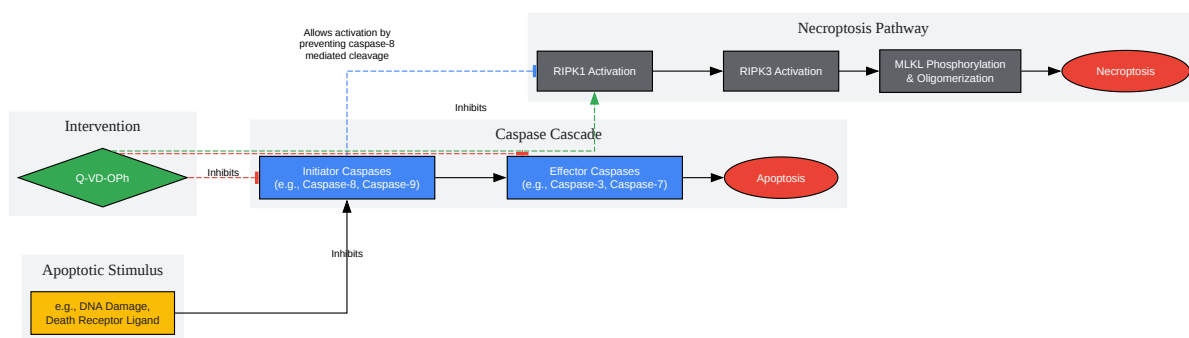 Allows activation by
preventing caspase-8
mediated cleavage
Necroptosis Pathway
RIPK1 Activation
RIPK3 Activation
MLKL Phosphorylation
& Oligomerization
Necroptosis
Inhibits
Intervention
Q-VD-OPh
Inhibits
Caspase Cascade
Initiator Caspases
(e.g., Caspase-8, Caspase-9)
Effector Caspases
(e.g., Caspase-3, Caspase-7)
Apoptosis
Inhibits
Apoptotic Stimulus
e.g., DNA Damage,
Death Receptor Ligand